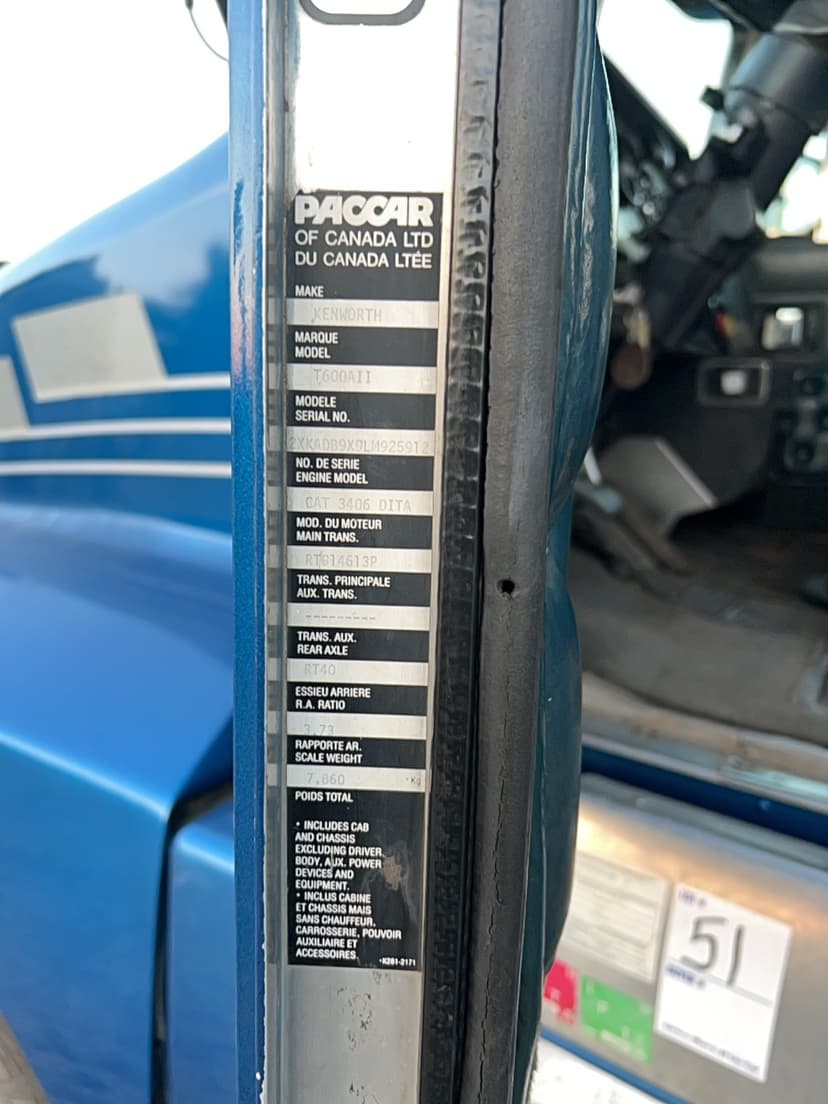 PACCAR
OF CANADA LTD
DU CANADA LTÉE
MAKE
KENWORTH
MARQUE
MODEL
T600AII
MODELE
SERIAL NO.
2XKADB9X9LM925912
NO. DE SERIE
ENGINE MODEL
CAT 3406 DITA
MOD. DU MOTEUR
MAIN TRANS.
RTB14613P
TRANS. PRINCIPALE
AUX. TRANS.
---------
TRANS. AUX.
REAR AXLE
RT40
ESSIEU ARRIERE
R.A. RATIO
3.73
RAPPORTE AR.
SCALE WEIGHT
7,860 •Kg
POIDS TOTAL
• INCLUDES CAB
AND CHASSIS
EXCLUDING DRIVER,
BODY, AUX. POWER
DEVICES AND
EQUIPMENT.
• INCLUS CABINE
ET CHASSIS MAIS
SANS CHAUFFEUR,
CARROSSERIE, POUVOIR
AUXILIAIRE ET
ACCESSOIRES.
•K281-2171
51